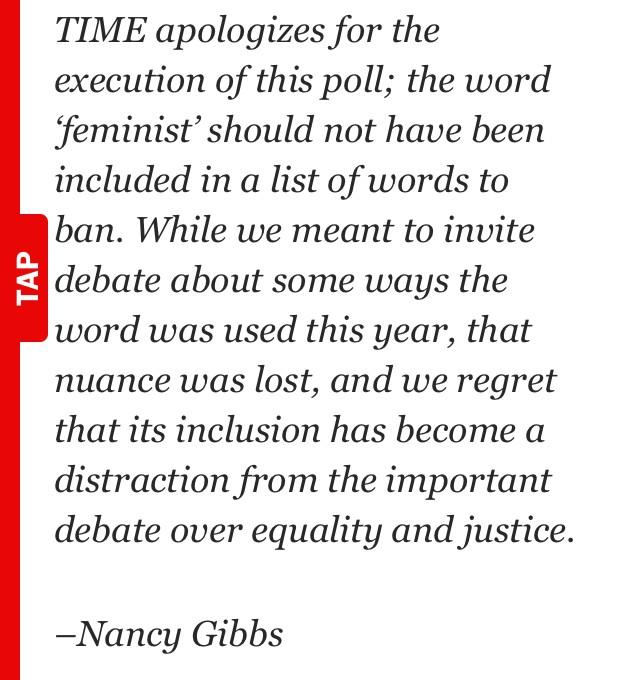 TIME apologizes for the
execution of this poll; the word
‘feminist’ should not have been
included in a list of words to
ban. While we meant to invite
debate about some ways the
word was used this year, that
nuance was lost, and we regret
that its inclusion has become a
distraction from the important
debate over equality and justice.
–Nancy Gibbs
TAP